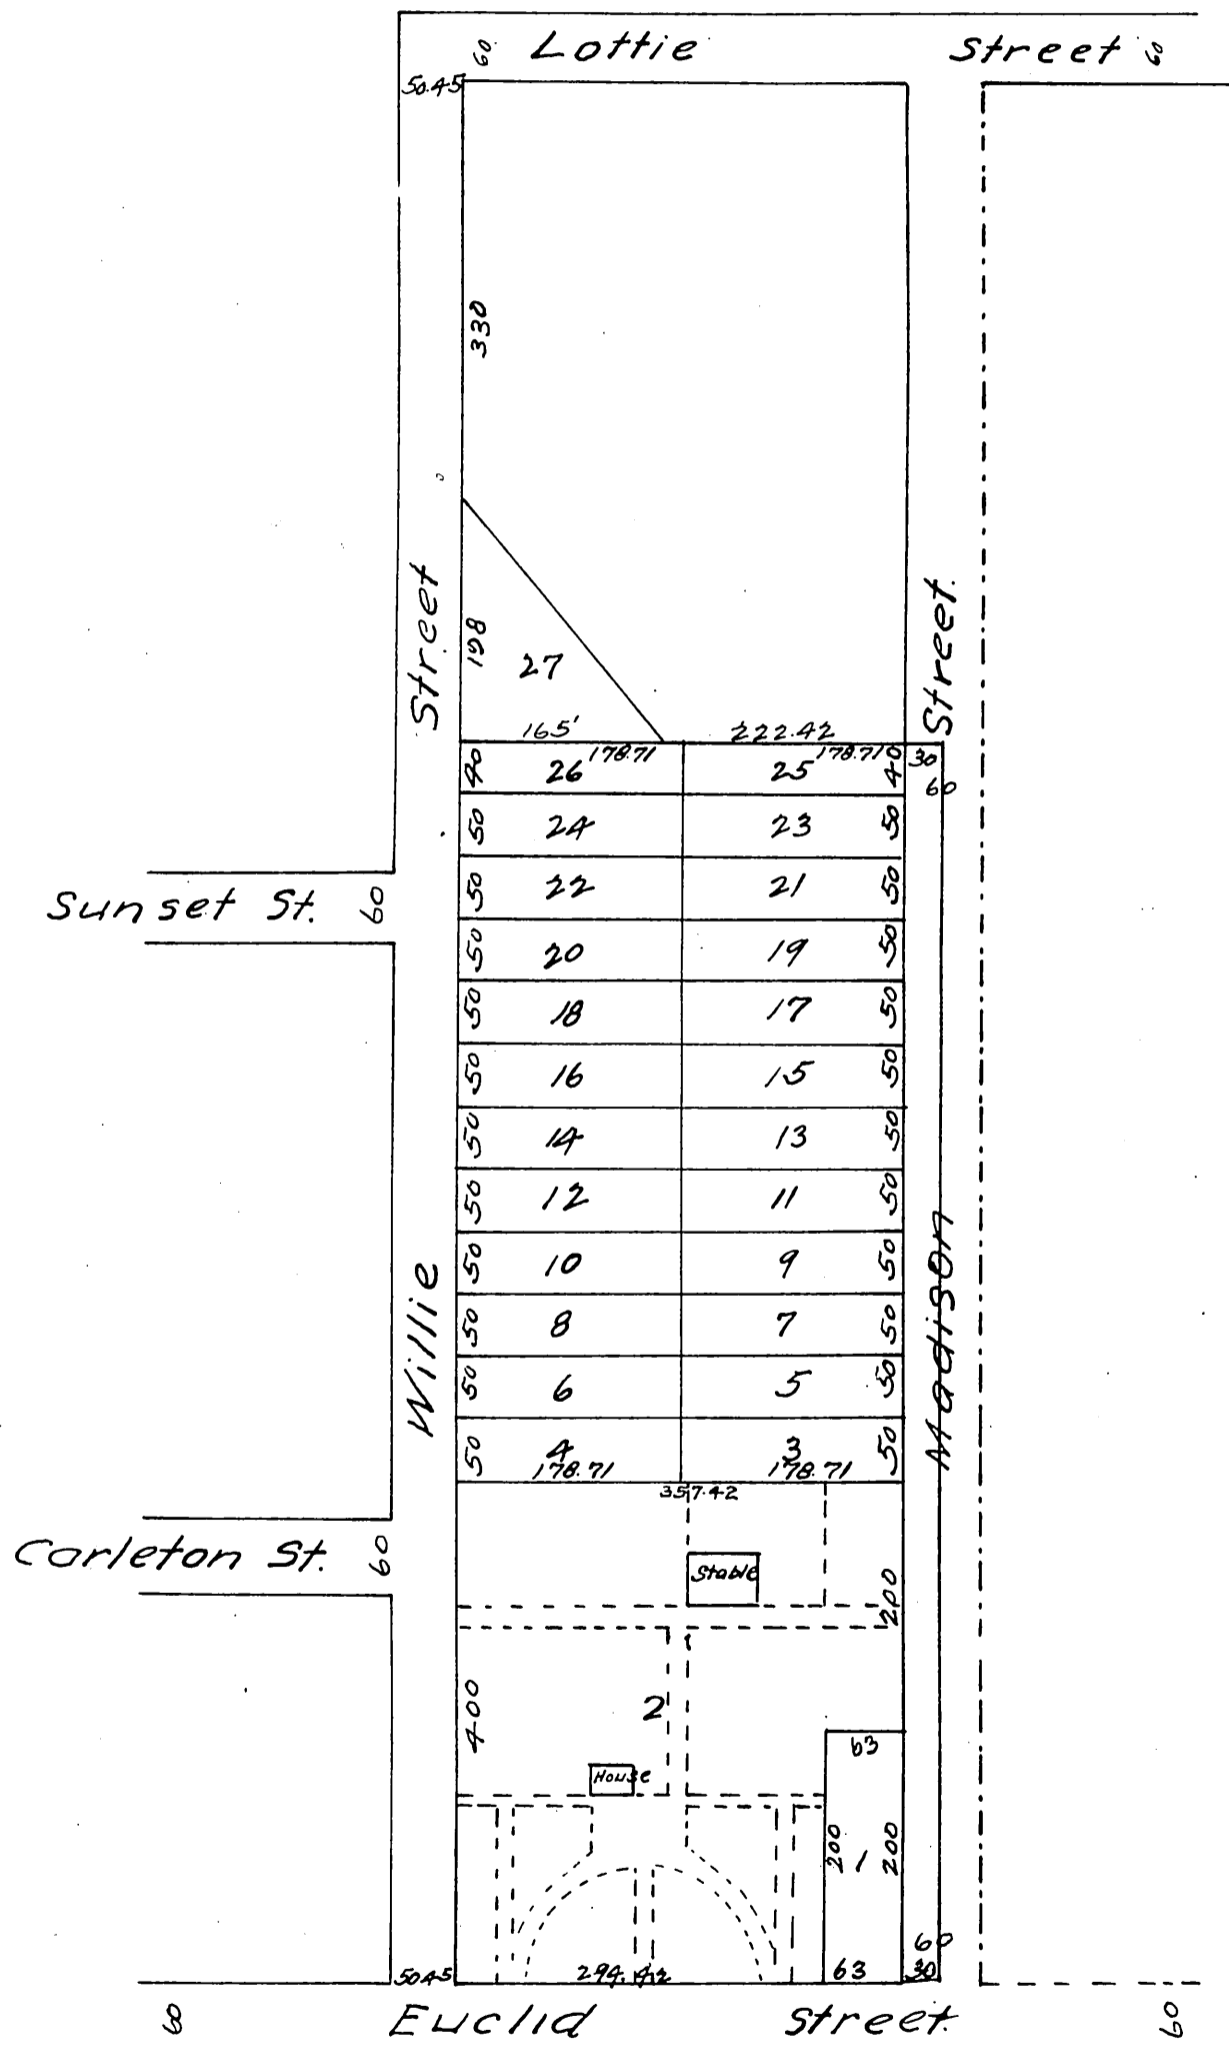 60 Lottie Street 60
50.45
330
Street
198
27
Street.
165' 222.42
178.71 178.71
40 26 25 40 30
60
50 24 23 50
50 22 21 50
Sunset St. 60
50 20 19 50
50 18 17 50
50 16 15 50
50 14 13 50
50 12 11 50
50 10 9 50
Willie
Madison
50 8 7 50
50 6 5 50
50 4 3 50
178.71 178.71
357.42
Carleton St. 60
Stable
200
400
2
63
House
200 1 200
60
50.45 294.42 63 30
Euclid Street.
60 60